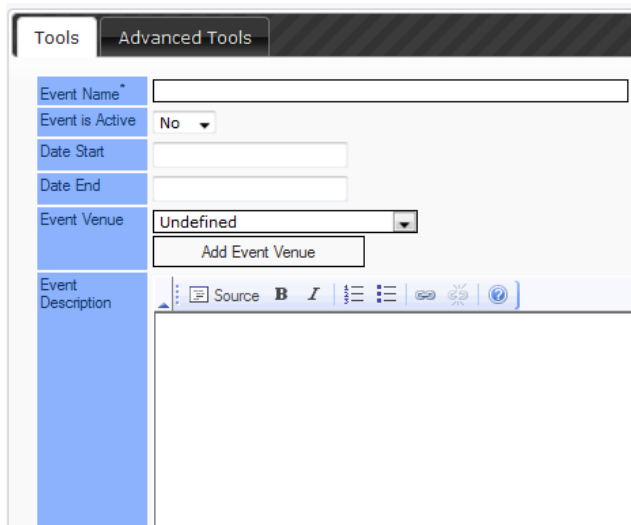 Tools
Advanced Tools
Event Name*
Event is Active
No
Date Start
Date End
Event Venue
Undefined
Add Event Venue
Event
Description
Source B I